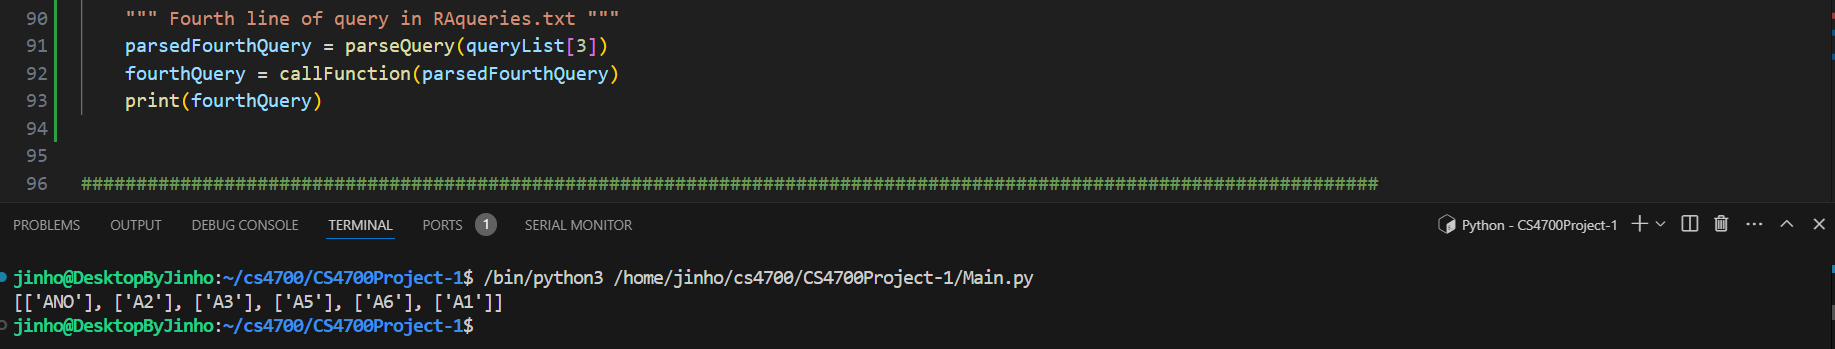 90 """ Fourth line of query in RAqueries.txt """
91 parsedFourthQuery = parseQuery(queryList[3])
92 fourthQuery = callFunction(parsedFourthQuery)
93 print(fourthQuery)
94
95
96 ######################################################################################################################
PROBLEMS OUTPUT DEBUG CONSOLE TERMINAL PORTS 1 SERIAL MONITOR Python - CS4700Project-1
jinho@DesktopByJinho:~/cs4700/CS4700Project-1$ /bin/python3 /home/jinho/cs4700/CS4700Project-1/Main.py
[['ANO'], ['A2'], ['A3'], ['A5'], ['A6'], ['A1']]
jinho@DesktopByJinho:~/cs4700/CS4700Project-1$